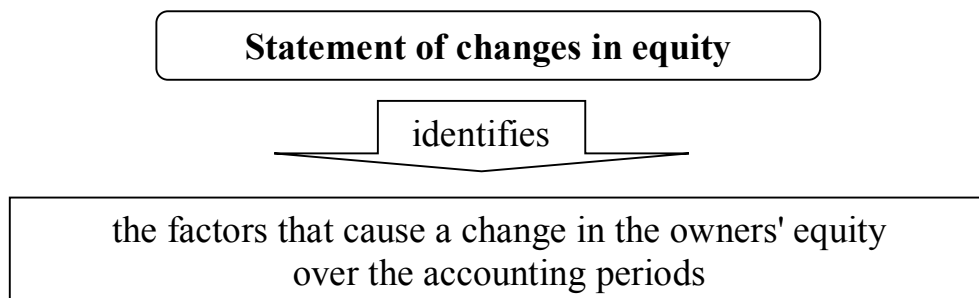 Statement of changes in equity
identifies
the factors that cause a change in the owners' equity
over the accounting periods